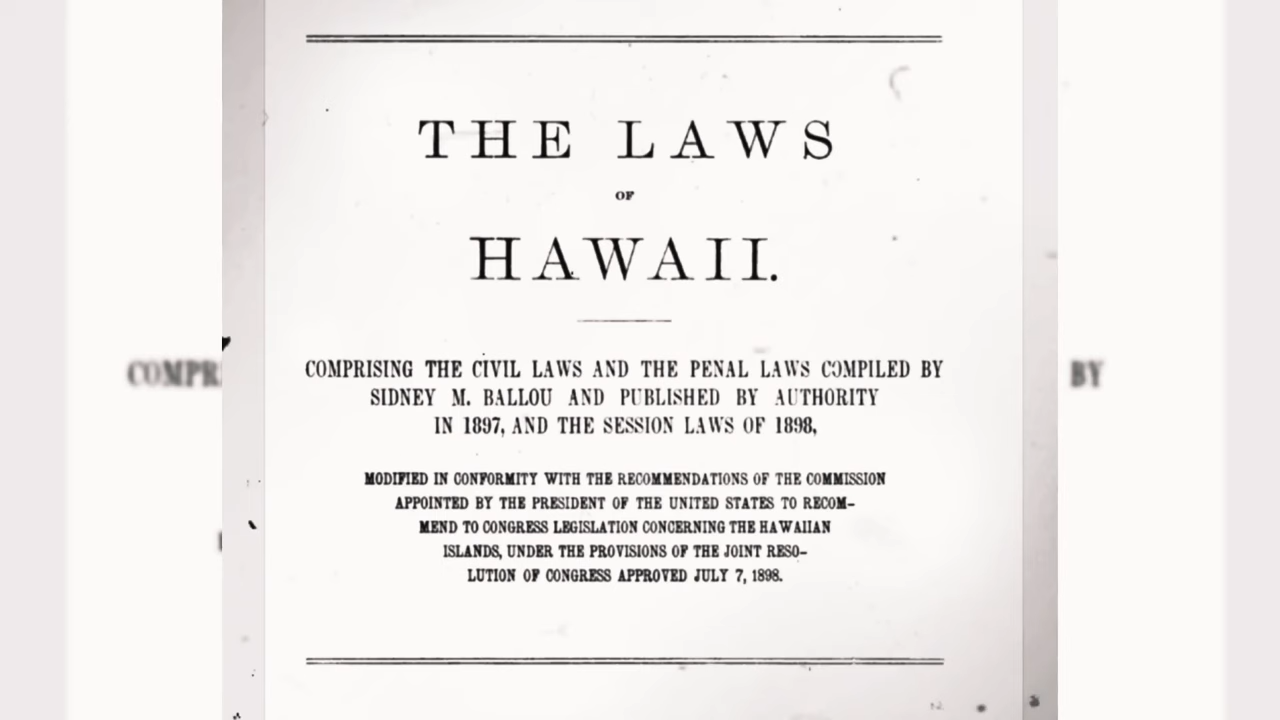 THE LAWS
OF
HAWAII.
COMPRISING THE CIVIL LAWS AND THE PENAL LAWS COMPILED BY
SIDNEY M. BALLOU AND PUBLISHED BY AUTHORITY
IN 1897, AND THE SESSION LAWS OF 1898,
MODIFIED IN CONFORMITY WITH THE RECOMMENDATIONS OF THE COMMISSION
APPOINTED BY THE PRESIDENT OF THE UNITED STATES TO RECOM-
MEND TO CONGRESS LEGISLATION CONCERNING THE HAWAIIAN
ISLANDS, UNDER THE PROVISIONS OF THE JOINT RESO-
LUTION OF CONGRESS APPROVED JULY 7, 1898.